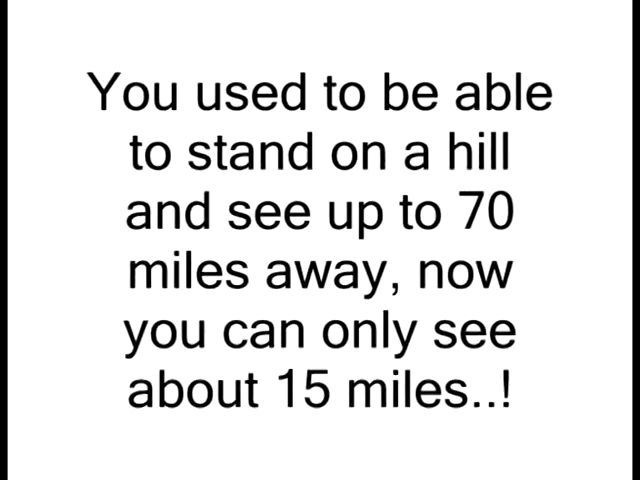 You used to be able
to stand on a hill
and see up to 70
miles away, now
you can only see
about 15 miles..!